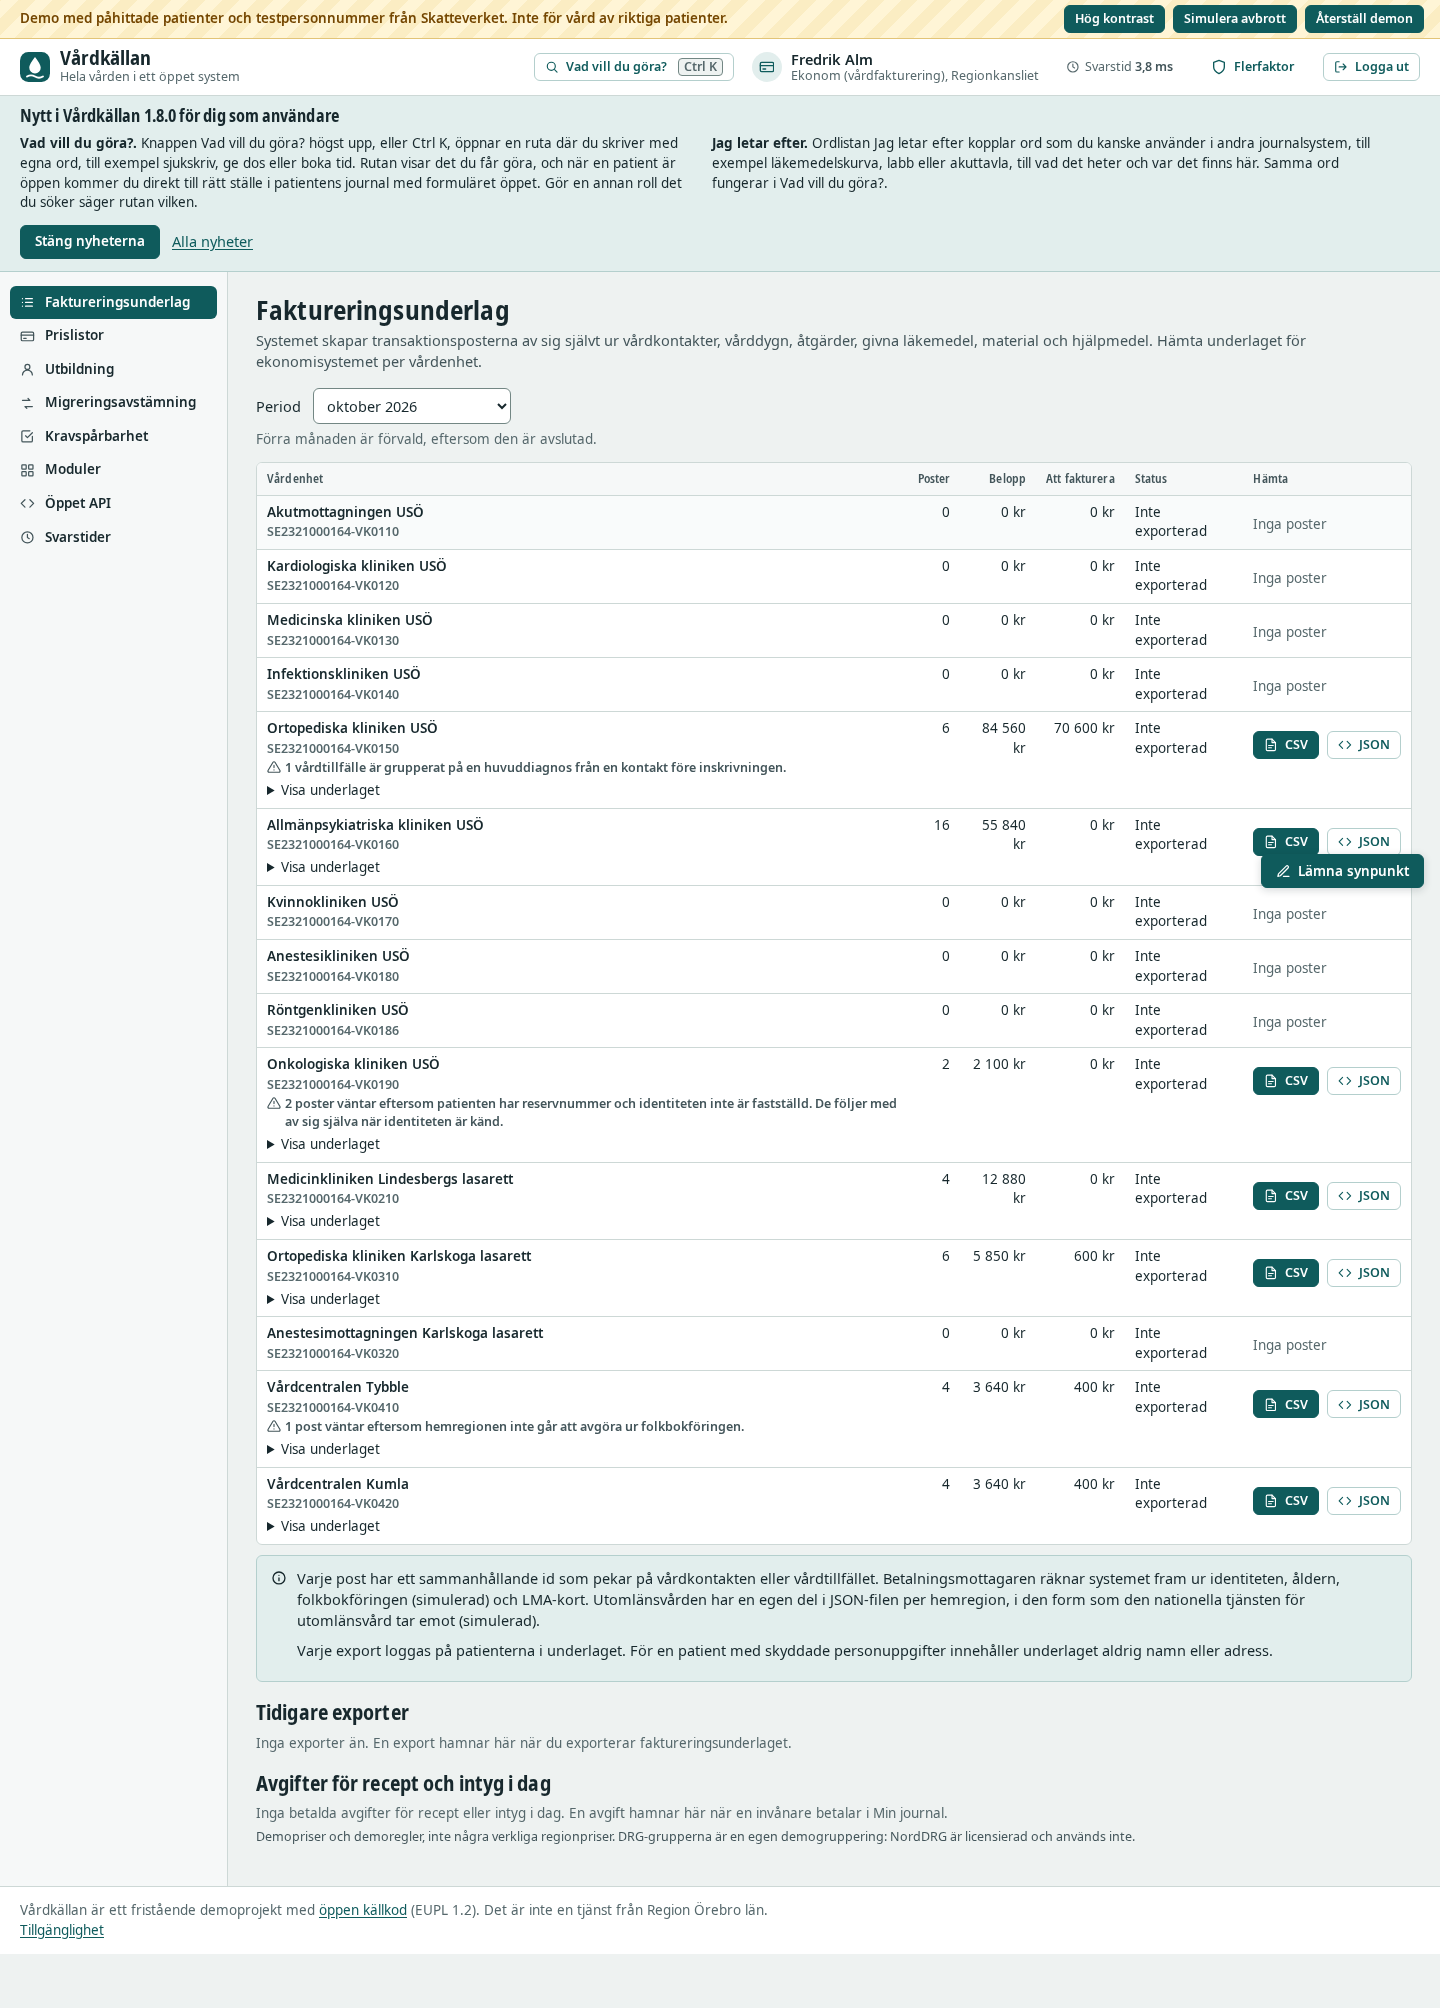 Demo med påhittade patienter och testpersonnummer från Skatteverket. Inte för vård av riktiga patienter.
Hög kontrast
Simulera avbrott
Återställ demon
Vårdkällan
Hela vården i ett öppet system
Vad vill du göra? Ctrl K
Fredrik Alm
Ekonom (vårdfakturering), Regionkansliet
Svarstid 3,8 ms
Flerfaktor
Logga ut
Nytt i Vårdkällan 1.8.0 för dig som användare
Vad vill du göra?. Knappen Vad vill du göra? högst upp, eller Ctrl K, öppnar en ruta där du skriver med
egna ord, till exempel sjukskriv, ge dos eller boka tid. Rutan visar det du får göra, och när en patient är
öppen kommer du direkt till rätt ställe i patientens journal med formuläret öppet. Gör en annan roll det
du söker säger rutan vilken.
Jag letar efter. Ordlistan Jag letar efter kopplar ord som du kanske använder i andra journalsystem, till
exempel läkemedelskurva, labb eller akuttavla, till vad det heter och var det finns här. Samma ord
fungerar i Vad vill du göra?.
Stäng nyheterna
Alla nyheter
Faktureringsunderlag
Prislistor
Utbildning
Migreringsavstämning
Kravspårbarhet
Moduler
Öppet API
Svarstider
Faktureringsunderlag
Systemet skapar transaktionsposterna av sig självt ur vårdkontakter, vårddygn, åtgärder, givna läkemedel, material och hjälpmedel. Hämta underlaget för
ekonomisystemet per vårdenhet.
Period oktober 2026
Förra månaden är förvald, eftersom den är avslutad.
Vårdenhet Poster Belopp Att fakturera Status Hämta
Akutmottagningen USÖ 0 0 kr 0 kr Inte
SE2321000164-VK0110 exporterad Inga poster
Kardiologiska kliniken USÖ 0 0 kr 0 kr Inte
SE2321000164-VK0120 exporterad Inga poster
Medicinska kliniken USÖ 0 0 kr 0 kr Inte
SE2321000164-VK0130 exporterad Inga poster
Infektionskliniken USÖ 0 0 kr 0 kr Inte
SE2321000164-VK0140 exporterad Inga poster
Ortopediska kliniken USÖ 6 84 560 70 600 kr Inte
SE2321000164-VK0150 kr exporterad CSV JSON
1 vårdtillfälle är grupperat på en huvuddiagnos från en kontakt före inskrivningen.
Visa underlaget
Allmänpsykiatriska kliniken USÖ 16 55 840 0 kr Inte
SE2321000164-VK0160 kr exporterad CSV JSON
Visa underlaget
Lämna synpunkt
Kvinnokliniken USÖ 0 0 kr 0 kr Inte
SE2321000164-VK0170 exporterad Inga poster
Anestesikliniken USÖ 0 0 kr 0 kr Inte
SE2321000164-VK0180 exporterad Inga poster
Röntgenkliniken USÖ 0 0 kr 0 kr Inte
SE2321000164-VK0186 exporterad Inga poster
Onkologiska kliniken USÖ 2 2 100 kr 0 kr Inte
SE2321000164-VK0190 exporterad CSV JSON
2 poster väntar eftersom patienten har reservnummer och identiteten inte är fastställd. De följer med
av sig själva när identiteten är känd.
Visa underlaget
Medicinkliniken Lindesbergs lasarett 4 12 880 0 kr Inte
SE2321000164-VK0210 kr exporterad CSV JSON
Visa underlaget
Ortopediska kliniken Karlskoga lasarett 6 5 850 kr 600 kr Inte
SE2321000164-VK0310 exporterad CSV JSON
Visa underlaget
Anestesimottagningen Karlskoga lasarett 0 0 kr 0 kr Inte
SE2321000164-VK0320 exporterad Inga poster
Vårdcentralen Tybble 4 3 640 kr 400 kr Inte
SE2321000164-VK0410 exporterad CSV JSON
1 post väntar eftersom hemregionen inte går att avgöra ur folkbokföringen.
Visa underlaget
Vårdcentralen Kumla 4 3 640 kr 400 kr Inte
SE2321000164-VK0420 exporterad CSV JSON
Visa underlaget
Varje post har ett sammanhållande id som pekar på vårdkontakten eller vårdtillfället. Betalningsmottagaren räknar systemet fram ur identiteten, åldern,
folkbokföringen (simulerad) och LMA-kort. Utomlänsvården har en egen del i JSON-filen per hemregion, i den form som den nationella tjänsten för
utomlänsvård tar emot (simulerad).
Varje export loggas på patienterna i underlaget. För en patient med skyddade personuppgifter innehåller underlaget aldrig namn eller adress.
Tidigare exporter
Inga exporter än. En export hamnar här när du exporterar faktureringsunderlaget.
Avgifter för recept och intyg i dag
Inga betalda avgifter för recept eller intyg i dag. En avgift hamnar här när en invånare betalar i Min journal.
Demopriser och demoregler, inte några verkliga regionpriser. DRG-grupperna är en egen demogruppering: NordDRG är licensierad och används inte.
Vårdkällan är ett fristående demoprojekt med öppen källkod (EUPL 1.2). Det är inte en tjänst från Region Örebro län.
Tillgänglighet